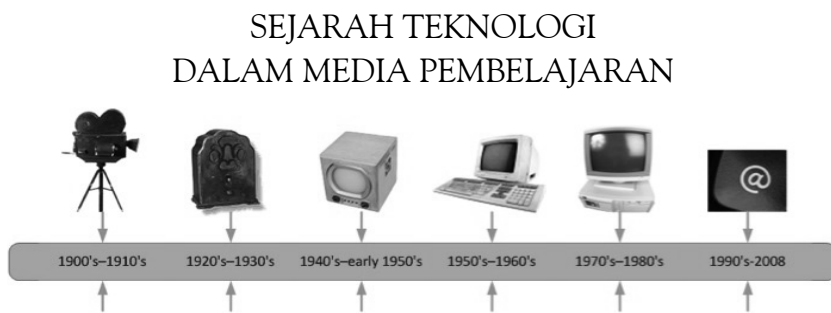 SEJARAH TEKNOLOGI
DALAM MEDIA PEMBELAJARAN
@
1900's–1910's 1920's–1930's 1940's–early 1950's 1950's–1960's 1970's–1980's 1990's-2008